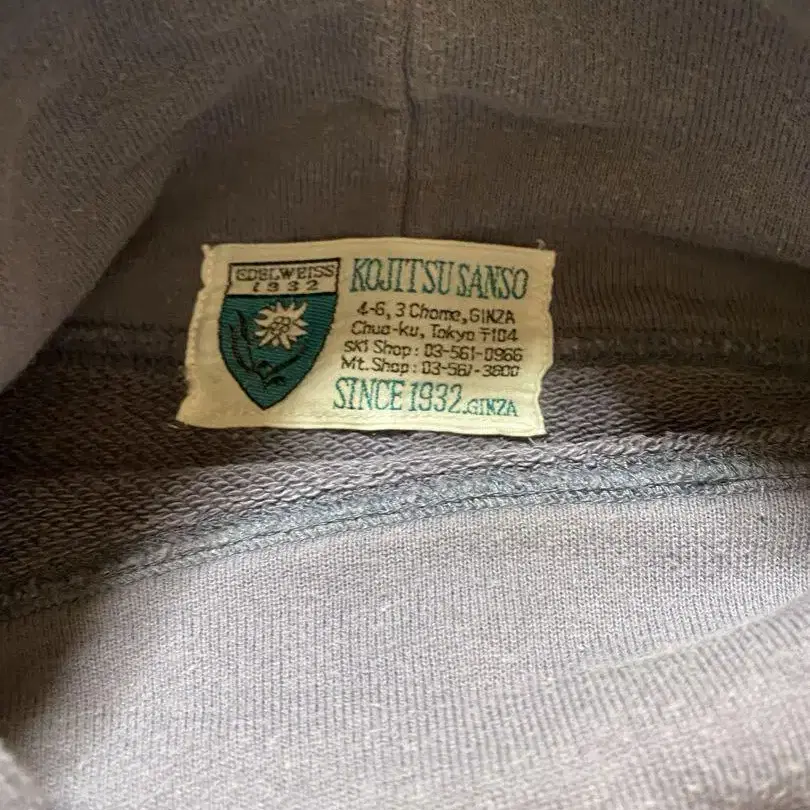 EDELWEISS
1932
KOJITSU SANSO
4-6, 3 Chome, GINZA
Chuo-ku, Tokyo 〒104
SKI Shop : 03-561-0966
Mt. Shop : 03-561-3600
SINCE 1932.GINZA